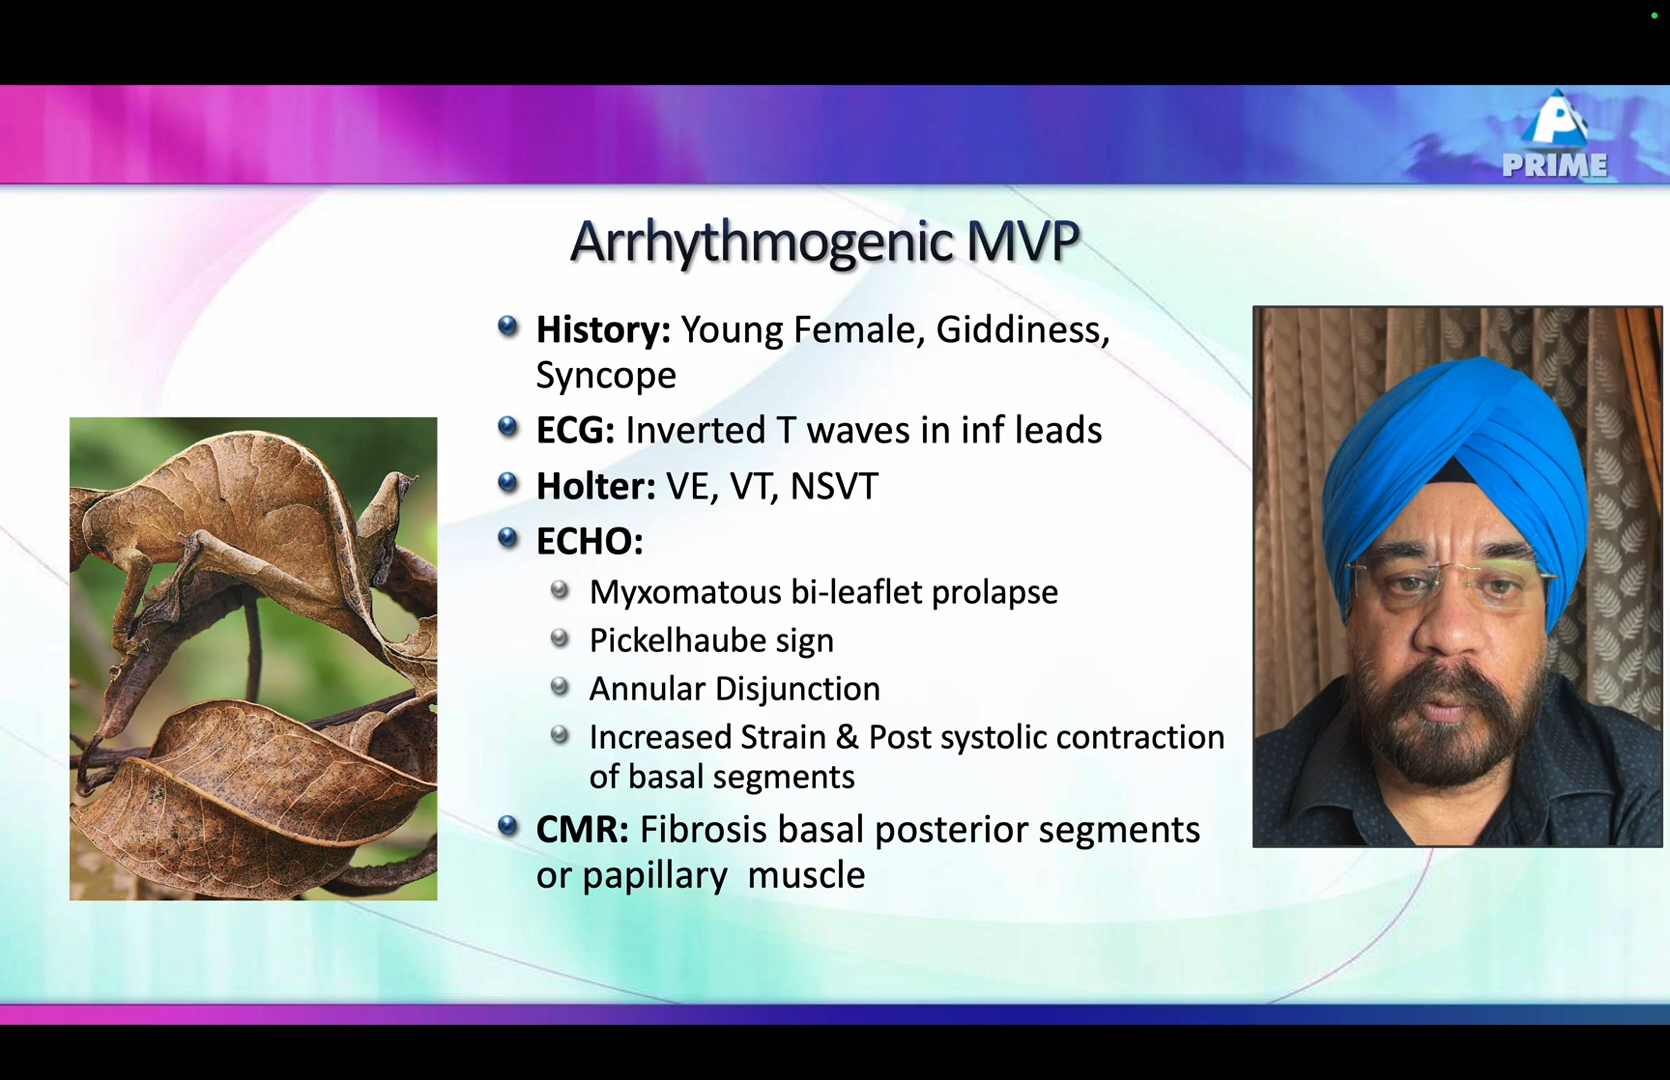 PRIME
Arrhythmogenic MVP
History: Young Female, Giddiness,
Syncope
ECG: Inverted T waves in inf leads
Holter: VE, VT, NSVT
ECHO:
Myxomatous bi-leaflet prolapse
Pickelhaube sign
Annular Disjunction
Increased Strain & Post systolic contraction
of basal segments
CMR: Fibrosis basal posterior segments
or papillary muscle